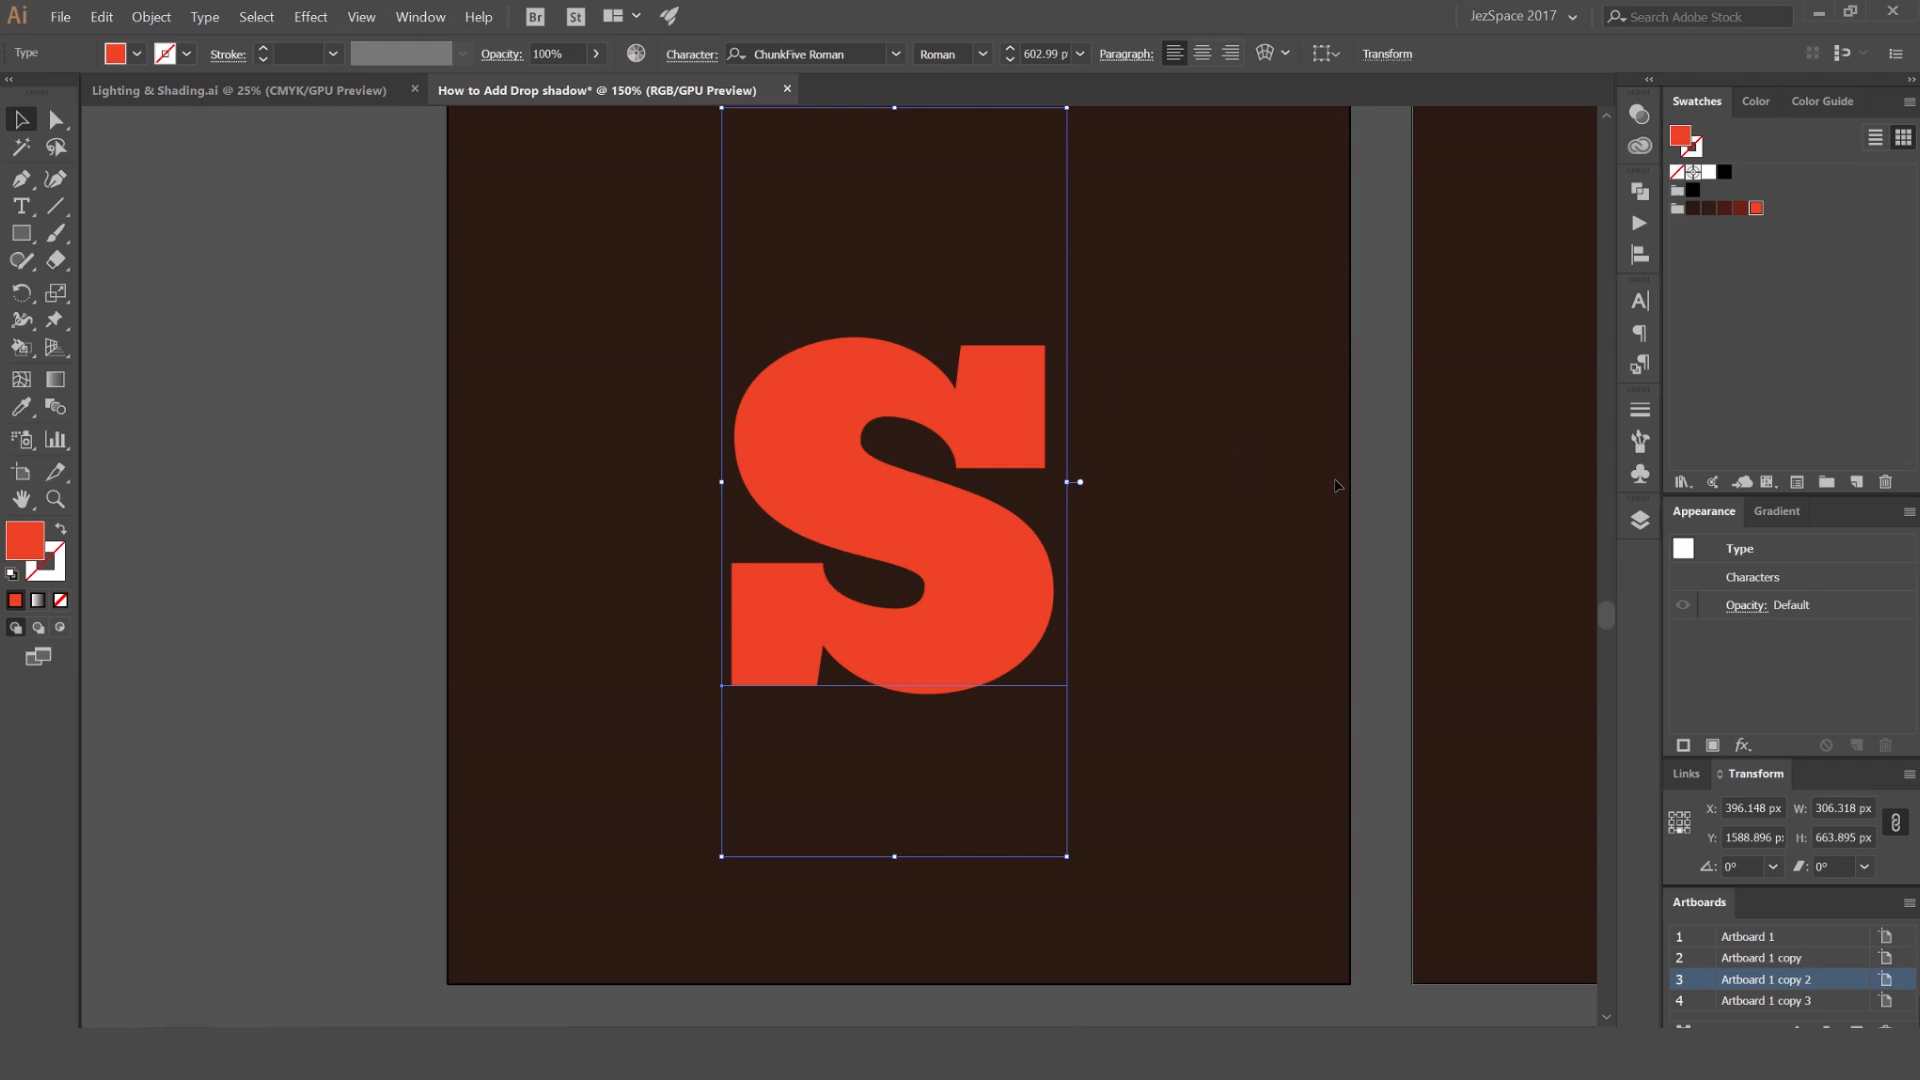 Ai File Edit Object Type Select Effect View Window Help Br St JezSpace 2017 Search Adobe Stock
Type Stroke: Opacity: 100% Character: ChunkFive Roman Roman 602.99 p Paragraph: Transform
Lighting & Shading.ai @ 25% (CMYK/GPU Preview) × How to Add Drop shadow* @ 150% (RGB/GPU Preview) ×
Swatches Color Color Guide
S
Appearance Gradient
Type
Characters
Opacity: Default
fx.
Links Transform
X: 396.148 px W: 306.318 px
Y: 1588.896 p: H: 663.895 px
0° 0°
Artboards
1 Artboard 1
2 Artboard 1 copy
3 Artboard 1 copy 2
4 Artboard 1 copy 3